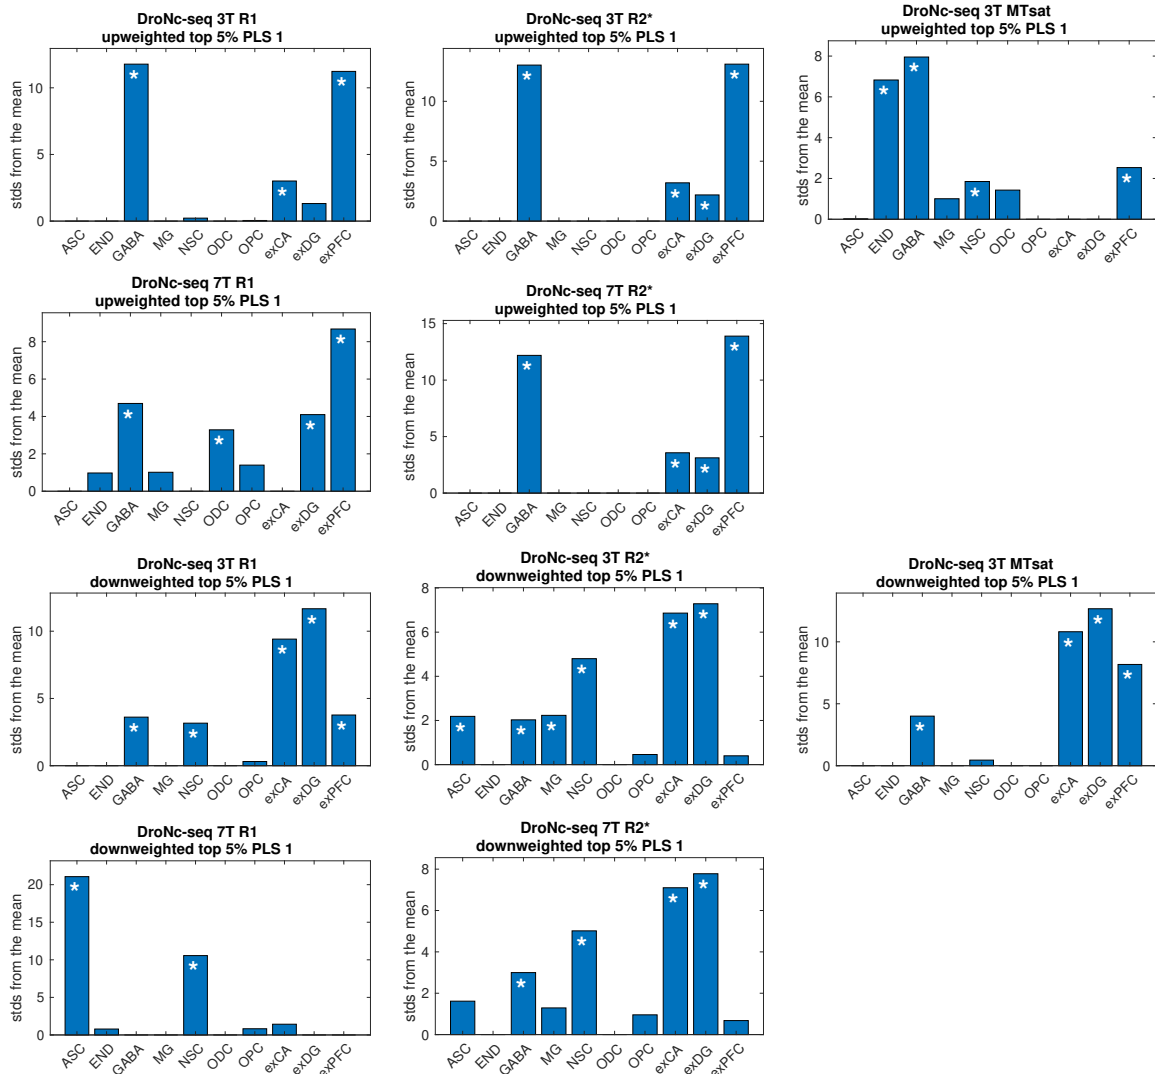 DroNc-seq 3T R1
upweighted top 5% PLS 1
stds from the mean
10
5
0
*
*
*
ASC
END
GABA
MG
NSC
ODC
OPC
exCA
exDG
exPFC
DroNc-seq 3T R2*
upweighted top 5% PLS 1
stds from the mean
10
5
0
*
*
*
*
ASC
END
GABA
MG
NSC
ODC
OPC
exCA
exDG
exPFC
DroNc-seq 3T MTsat
upweighted top 5% PLS 1
stds from the mean
8
6
4
2
0
*
*
*
*
ASC
END
GABA
MG
NSC
ODC
OPC
exCA
exDG
exPFC
DroNc-seq 7T R1
upweighted top 5% PLS 1
stds from the mean
8
6
4
2
0
*
*
*
*
ASC
END
GABA
MG
NSC
ODC
OPC
exCA
exDG
exPFC
DroNc-seq 7T R2*
upweighted top 5% PLS 1
stds from the mean
15
10
5
0
*
*
*
*
ASC
END
GABA
MG
NSC
ODC
OPC
exCA
exDG
exPFC
DroNc-seq 3T R1
downweighted top 5% PLS 1
stds from the mean
10
5
0
*
*
*
*
*
ASC
END
GABA
MG
NSC
ODC
OPC
exCA
exDG
exPFC
DroNc-seq 3T R2*
downweighted top 5% PLS 1
stds from the mean
8
6
4
2
0
*
*
*
*
*
*
ASC
END
GABA
MG
NSC
ODC
OPC
exCA
exDG
exPFC
DroNc-seq 3T MTsat
downweighted top 5% PLS 1
stds from the mean
10
5
0
*
*
*
*
ASC
END
GABA
MG
NSC
ODC
OPC
exCA
exDG
exPFC
DroNc-seq 7T R1
downweighted top 5% PLS 1
stds from the mean
20
15
10
5
0
*
*
ASC
END
GABA
MG
NSC
ODC
OPC
exCA
exDG
exPFC
DroNc-seq 7T R2*
downweighted top 5% PLS 1
stds from the mean
8
6
4
2
0
*
*
*
*
ASC
END
GABA
MG
NSC
ODC
OPC
exCA
exDG
exPFC